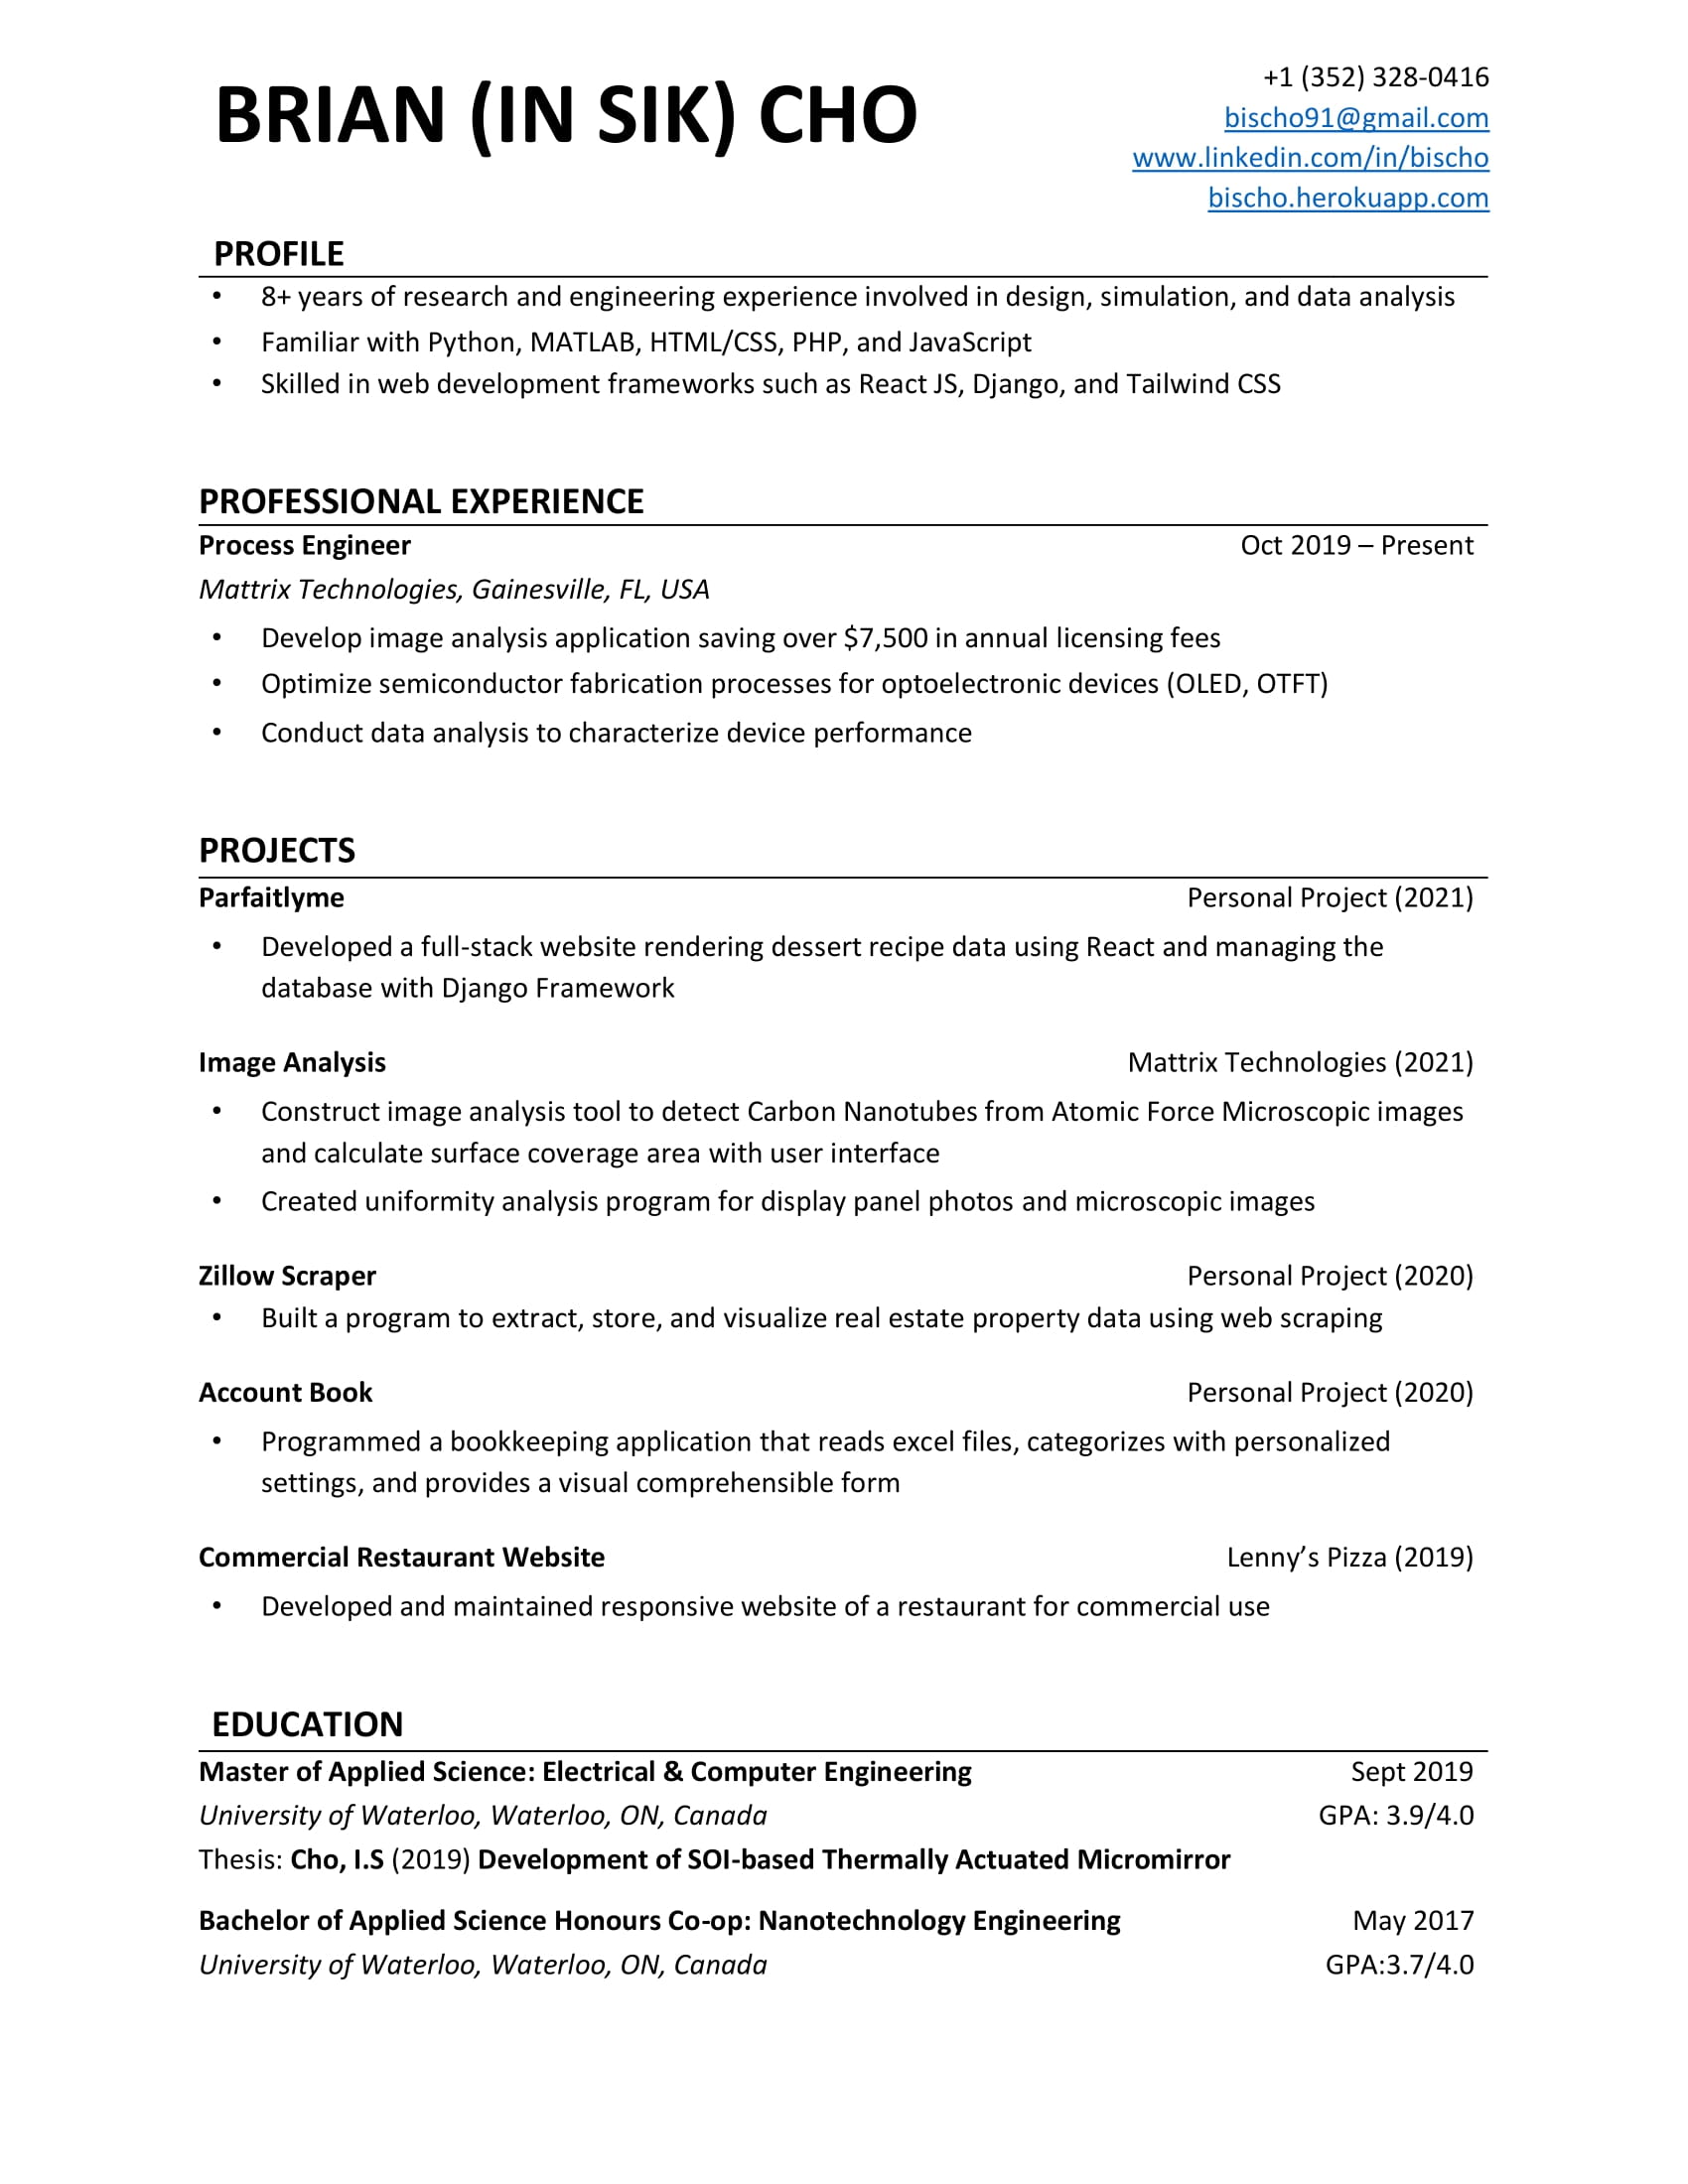 BRIAN (IN SIK) CHO
+1 (352) 328-0416
bischo91@gmail.com
www.linkedin.com/in/bischo
bischo.herokuapp.com
PROFILE
• 8+ years of research and engineering experience involved in design, simulation, and data analysis
• Familiar with Python, MATLAB, HTML/CSS, PHP, and JavaScript
• Skilled in web development frameworks such as React JS, Django, and Tailwind CSS
PROFESSIONAL EXPERIENCE
Process Engineer Oct 2019 – Present
Mattrix Technologies, Gainesville, FL, USA
• Develop image analysis application saving over $7,500 in annual licensing fees
• Optimize semiconductor fabrication processes for optoelectronic devices (OLED, OTFT)
• Conduct data analysis to characterize device performance
PROJECTS
Parfaitlyme Personal Project (2021)
• Developed a full-stack website rendering dessert recipe data using React and managing the
database with Django Framework
Image Analysis Mattrix Technologies (2021)
• Construct image analysis tool to detect Carbon Nanotubes from Atomic Force Microscopic images
and calculate surface coverage area with user interface
• Created uniformity analysis program for display panel photos and microscopic images
Zillow Scraper Personal Project (2020)
• Built a program to extract, store, and visualize real estate property data using web scraping
Account Book Personal Project (2020)
• Programmed a bookkeeping application that reads excel files, categorizes with personalized
settings, and provides a visual comprehensible form
Commercial Restaurant Website Lenny’s Pizza (2019)
• Developed and maintained responsive website of a restaurant for commercial use
EDUCATION
Master of Applied Science: Electrical & Computer Engineering Sept 2019
University of Waterloo, Waterloo, ON, Canada GPA: 3.9/4.0
Thesis: Cho, I.S (2019) Development of SOI-based Thermally Actuated Micromirror
Bachelor of Applied Science Honours Co-op: Nanotechnology Engineering May 2017
University of Waterloo, Waterloo, ON, Canada GPA:3.7/4.0